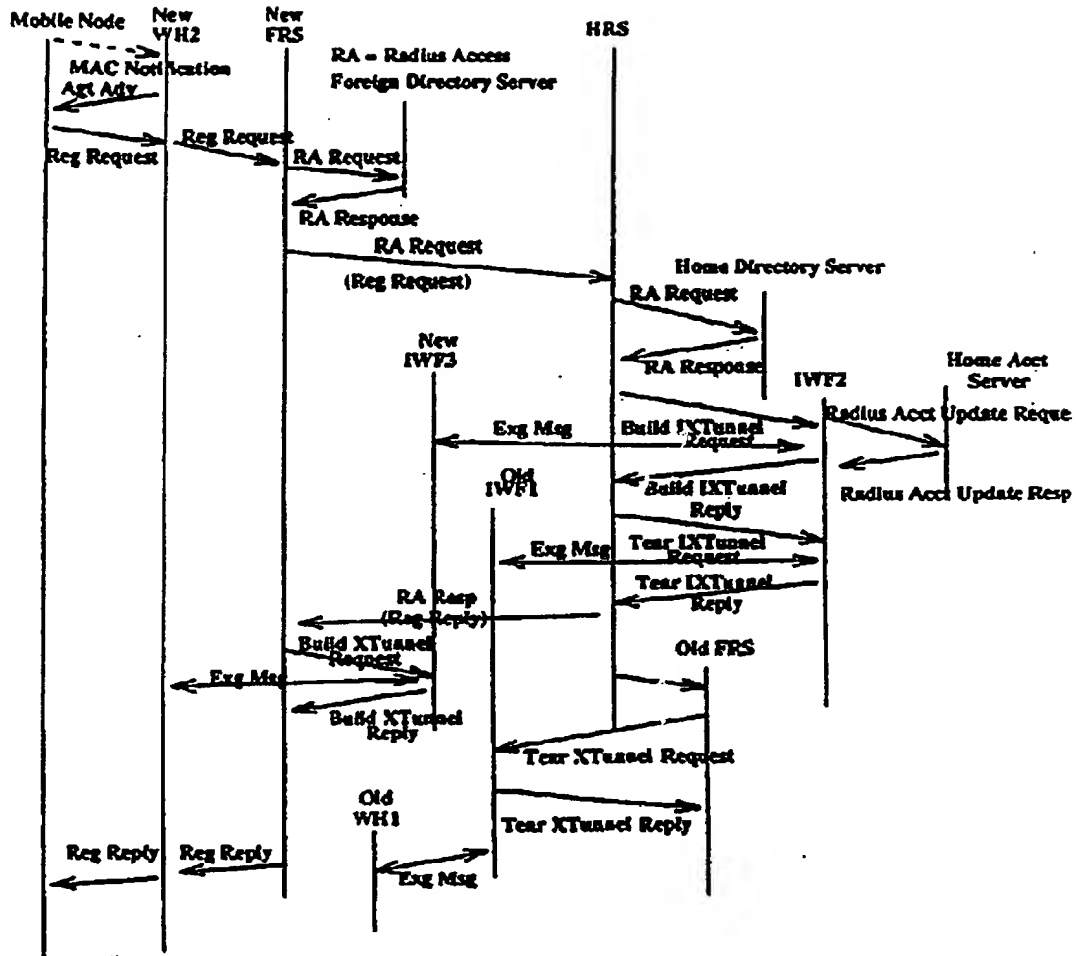 Mobile Node
New
WH2
New
FRS
HRS
MAC Notification
RA - Radius Access
Foreign Directory Server
Agt Adv
Reg Request
Reg Request
RA Request
RA Response
RA Request
(Reg Request)
Home Directory Server
RA Request
New
IWF3
RA Response
IWF2
Home Acct
Server
Radius Acct Update Reque
Exg Msg
Build IXTunnel
Request
Old
IWF1
Build IXTunnel
Reply
Radius Acct Update Resp
Exg Msg
Tear IXTunnel
Request
Tear IXTunnel
Reply
RA Resp
(Reg Reply)
Build XTunnel
Request
Old FRS
Exg Msg
Build XTunnel
Reply
Tear XTunnel Request
Old
WH1
Tear XTunnel Reply
Reg Reply
Reg Reply
Exg Msg